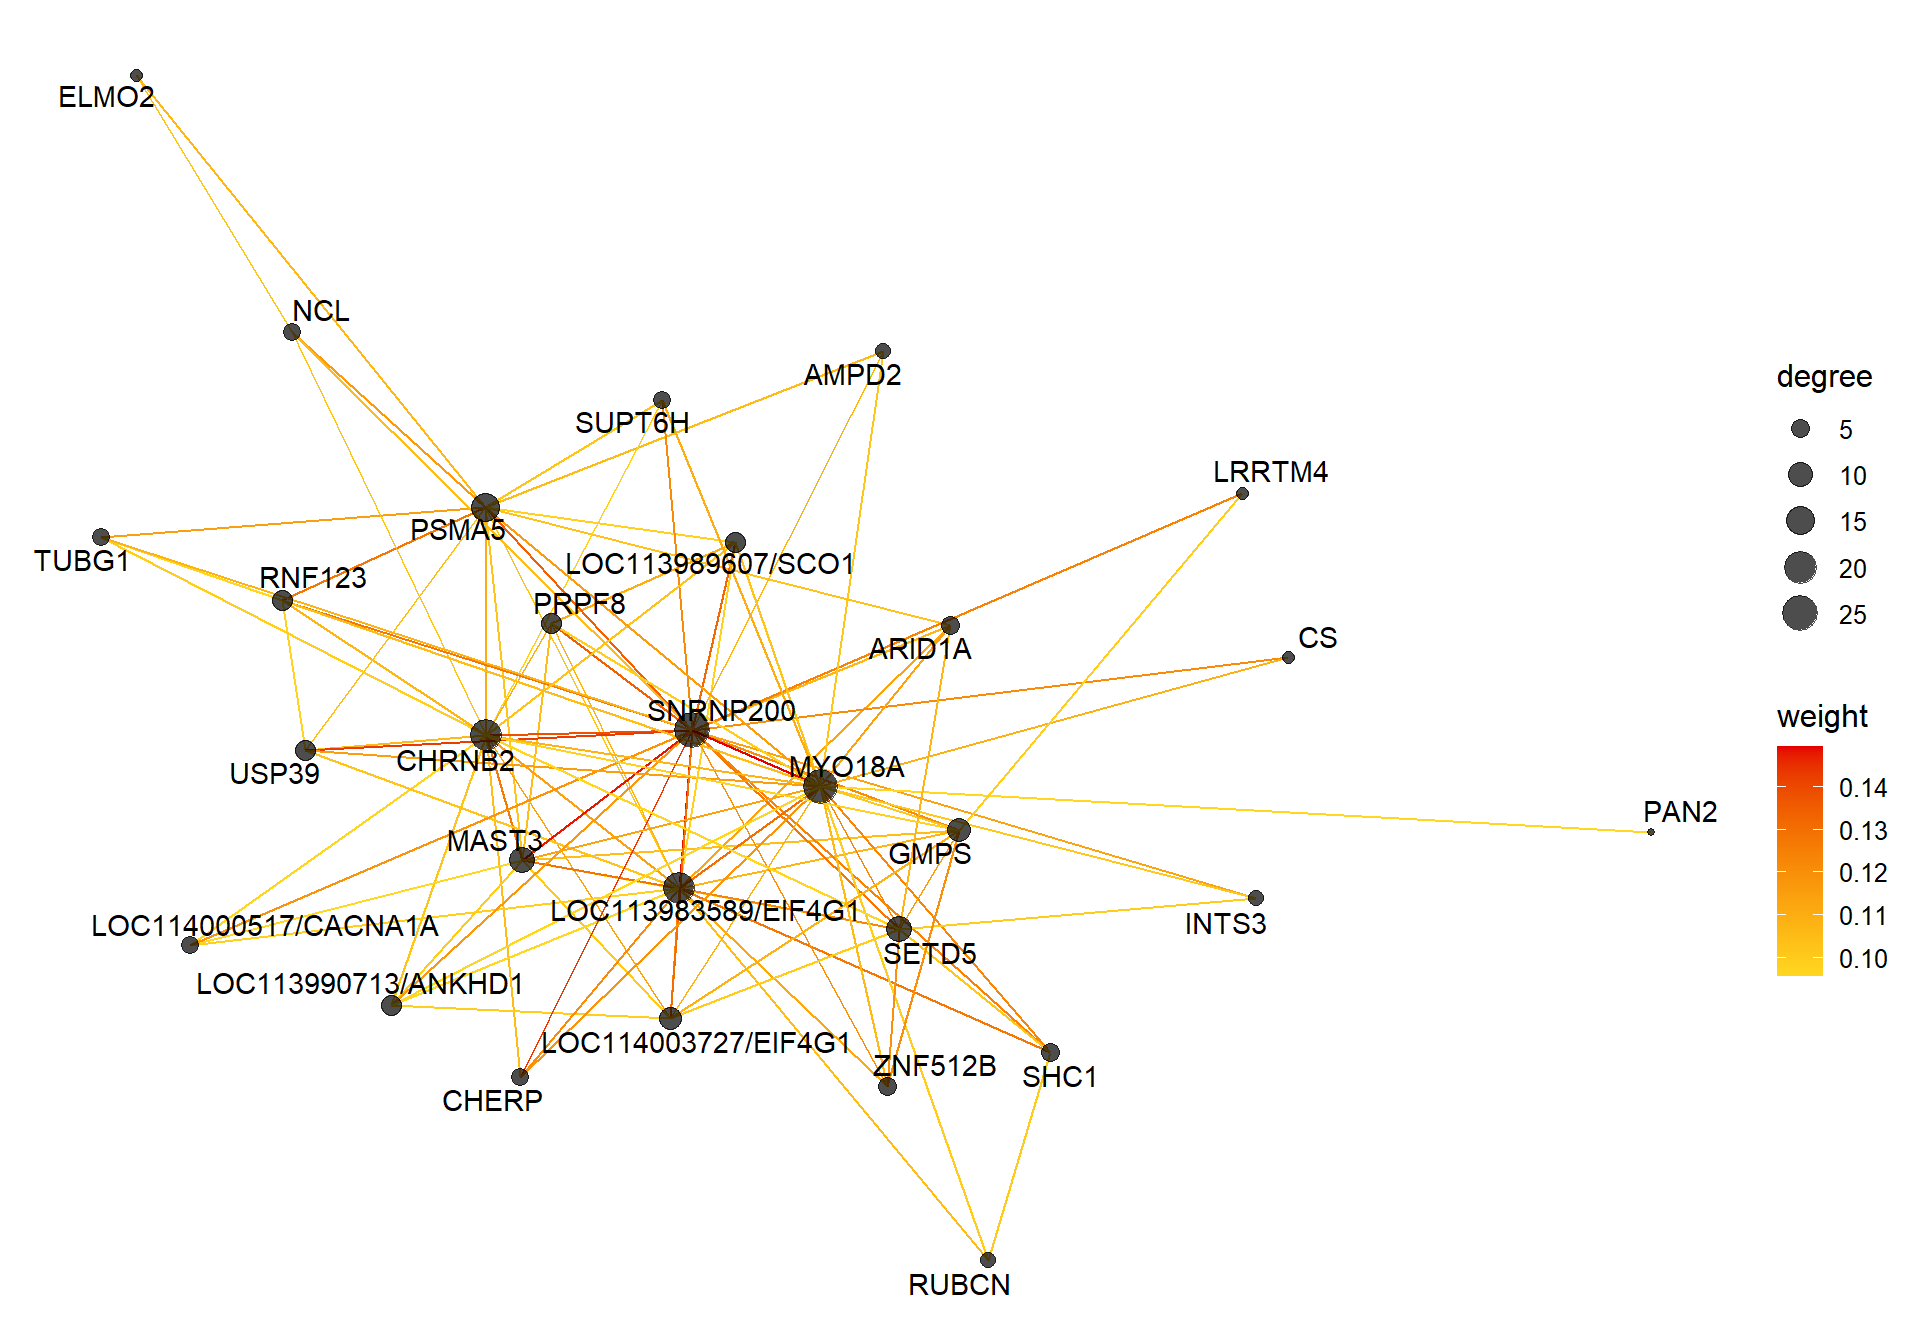 ELMO2
NCL
AMPD2
SUPT6H
LRRTM4
PSMA5
TUBG1
LOC113989607/SCO1
RNF123
PRPF8
ARID1A
CS
SNRNP200
CHRNB2
MYO18A
USP39
PAN2
MAST3
GMPS
LOC113983589/EIF4G1
LOC114000517/CACNA1A
INTS3
SETD5
LOC113990713/ANKHD1
LOC114003727/EIF4G1
ZNF512B
SHC1
CHERP
RUBCN
degree
5
10
15
20
25
weight
0.14
0.13
0.12
0.11
0.10